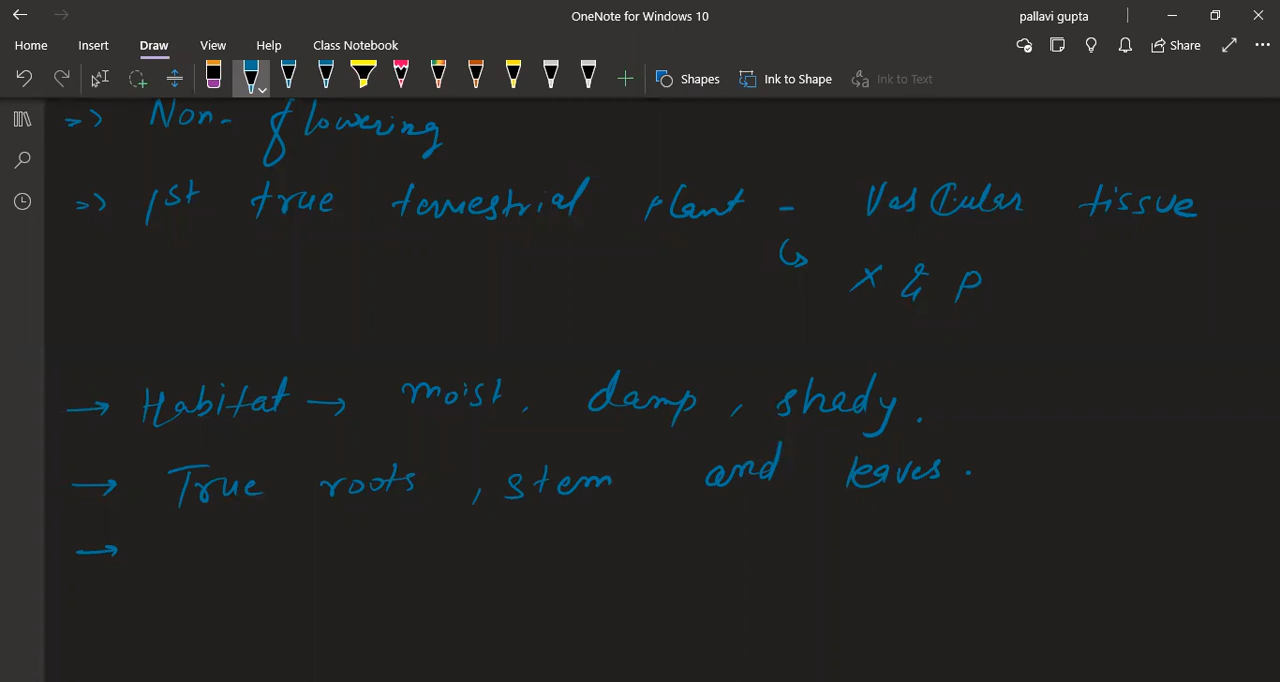 OneNote for Windows 10
pallavi gupta
Home Insert Draw View Help Class Notebook
Share
Shapes Ink to Shape Ink to Text
=> Non-flowering
=> 1st true terrestrial plant - Vascular tissue
↳ X & P
→ Habitat → moist, damp, shady.
→ True roots, stem and leaves.
→